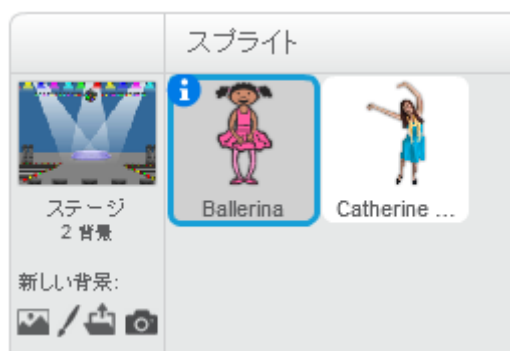 スプライト
ステージ
2 背景
新しい背景:
Ballerina
Catherine ...